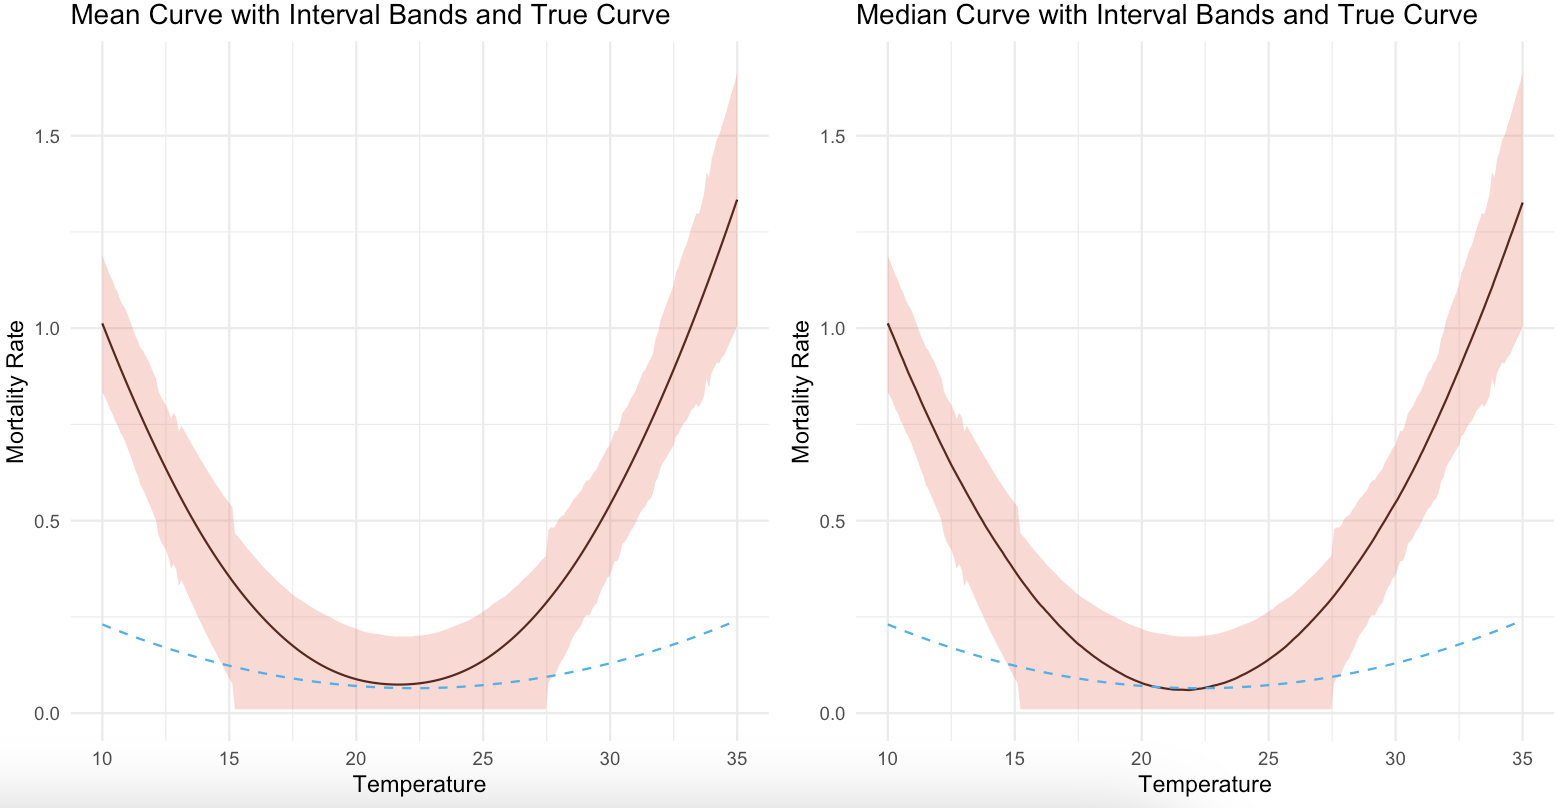 Mean Curve with Interval Bands and True Curve
Mortality Rate
1.5
1.0
0.5
0.0
10 15 20 25 30 35
Temperature
Median Curve with Interval Bands and True Curve
Mortality Rate
1.5
1.0
0.5
0.0
10 15 20 25 30 35
Temperature